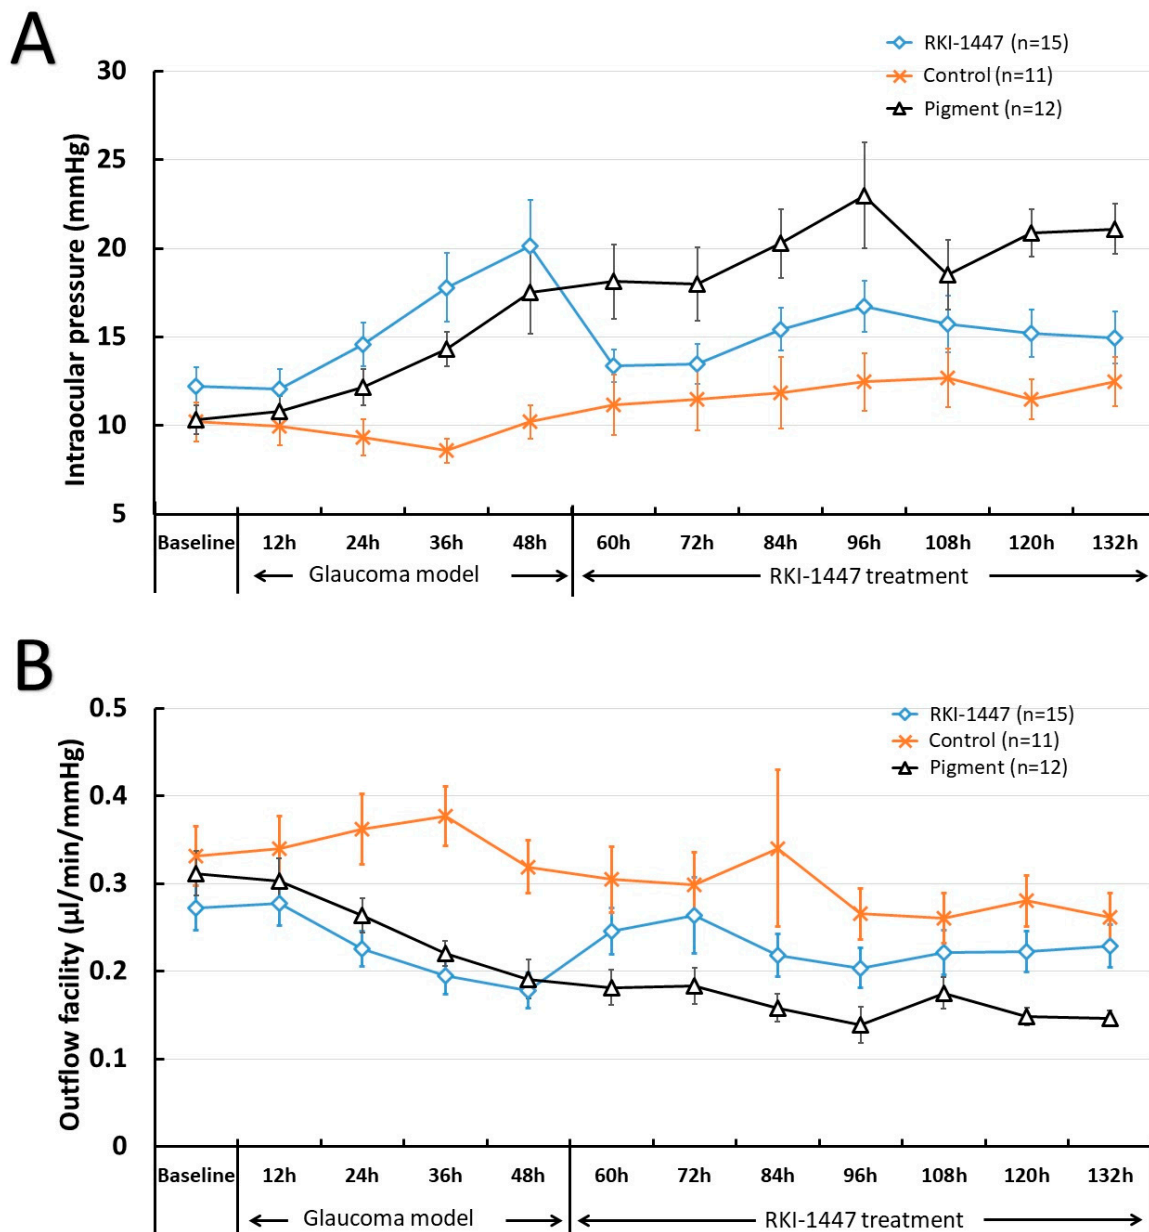 A
RKI-1447 (n=15)
Control (n=11)
Pigment (n=12)
30
25
20
15
10
5
Intraocular pressure (mmHg)
Baseline 12h 24h 36h 48h 60h 72h 84h 96h 108h 120h 132h
Glaucoma model RKI-1447 treatment
B
RKI-1447 (n=15)
Control (n=11)
Pigment (n=12)
0.5
0.4
0.3
0.2
0.1
0
Outflow facility (µl/min/mmHg)
Baseline 12h 24h 36h 48h 60h 72h 84h 96h 108h 120h 132h
Glaucoma model RKI-1447 treatment